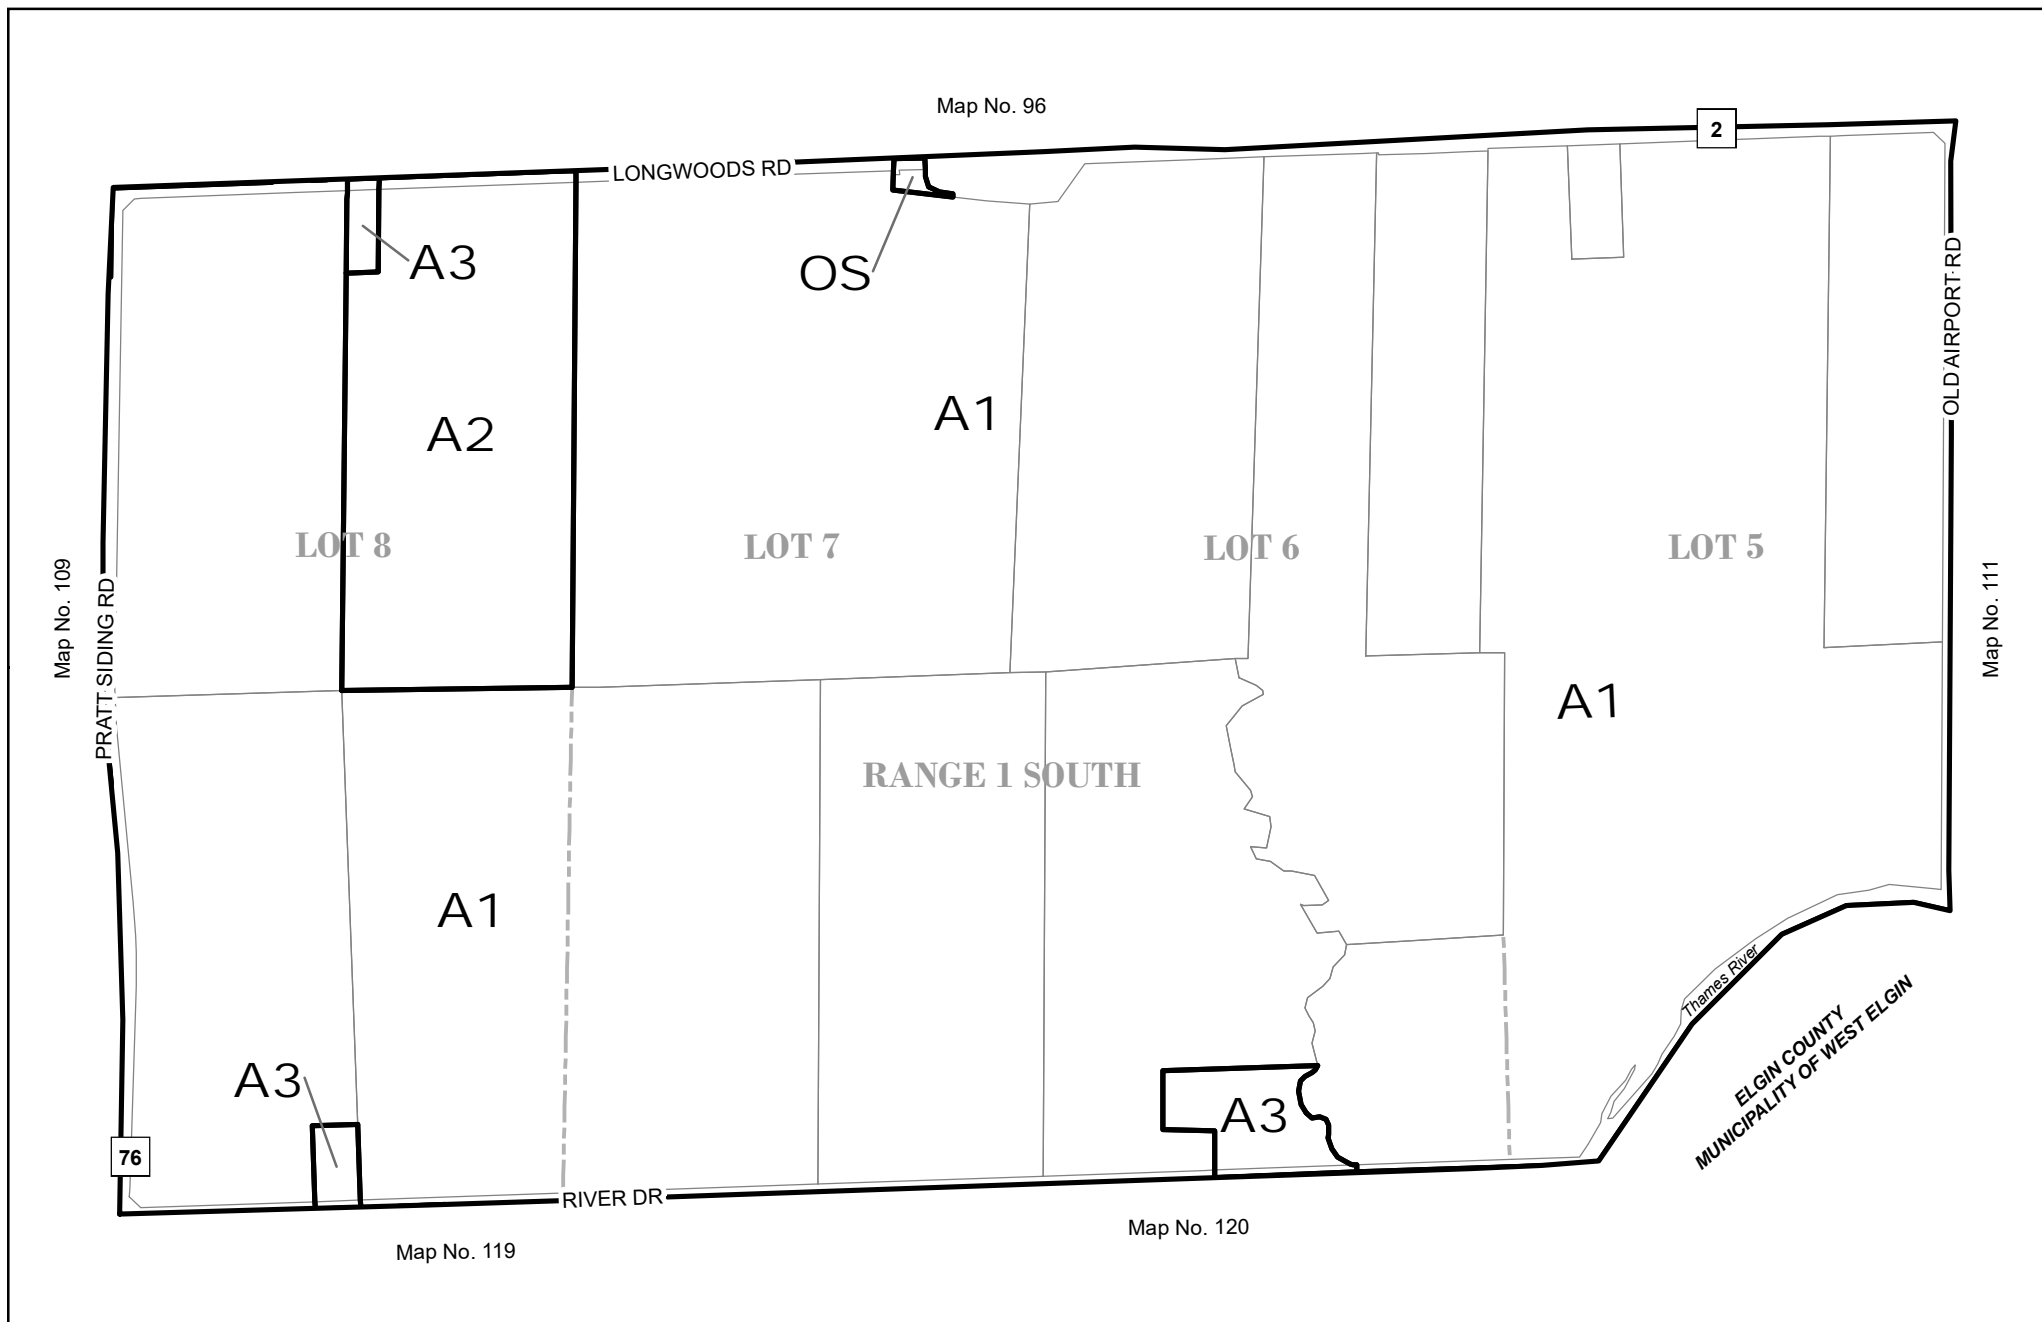 Map No. 96
2
LONGWOODS RD
A3
OS
OLD AIRPORT RD
A1
A2
LOT 8
LOT 7
LOT 6
LOT 5
Map No. 109
PRATT SIDING RD
Map No. 111
A1
RANGE 1 SOUTH
A1
Thames River
ELGIN COUNTY
MUNICIPALITY OF WEST ELGIN
A3
A3
76
RIVER DR
Map No. 120
Map No. 119